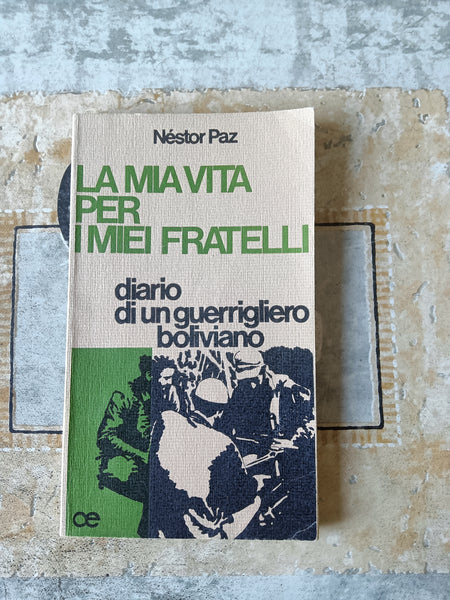 Néstor Paz
LA MIA VITA
PER
I MIEI FRATELLI
diario
di un guerrigliero
boliviano
ce